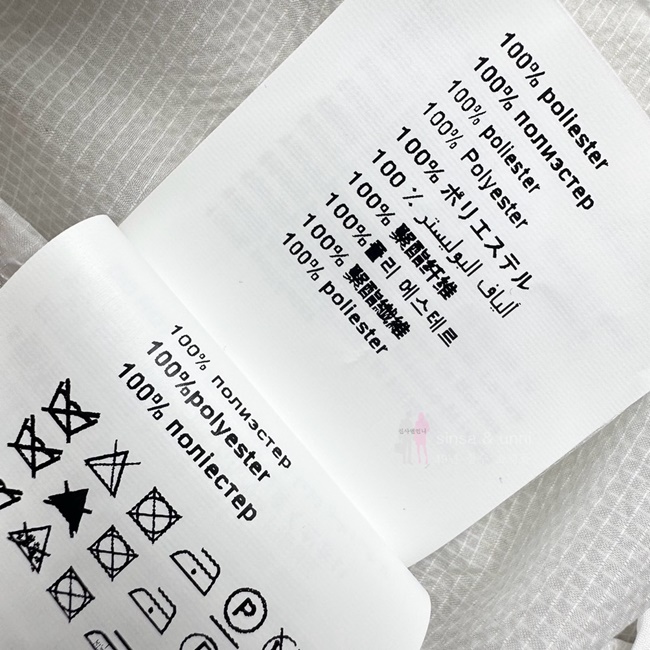 100% poliester
100% полиэстер
100% poliester
100% Polyester
100% ポリエステル
100 % ألياف البوليستر
100% 聚酯纤维
100% 폴리 에스테르
100% 聚酯纖維
100% poliester
100% полиэстер
100%polyester
100% поліестер
P
sinsa & unni